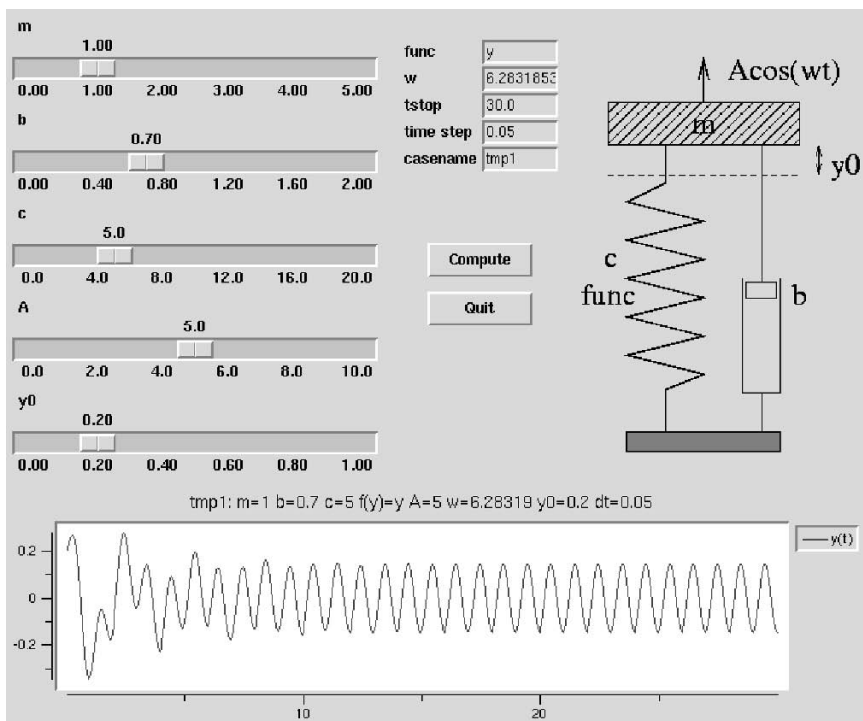 m
1.00
0.00 1.00 2.00 3.00 4.00 5.00
b
0.70
0.00 0.40 0.80 1.20 1.60 2.00
c
5.0
0.0 4.0 8.0 12.0 16.0 20.0
A
5.0
0.0 2.0 4.0 6.0 8.0 10.0
y0
0.20
0.00 0.20 0.40 0.60 0.80 1.00
func y
w 6.2831853
tstop 30.0
time step 0.05
casename tmp1
Compute
Quit
Acos(wt)
m
y0
c
func
b
tmp1: m=1 b=0.7 c=5 f(y)=y A=5 w=6.28319 y0=0.2 dt=0.05
y(t)
0.2
0
-0.2
10 20